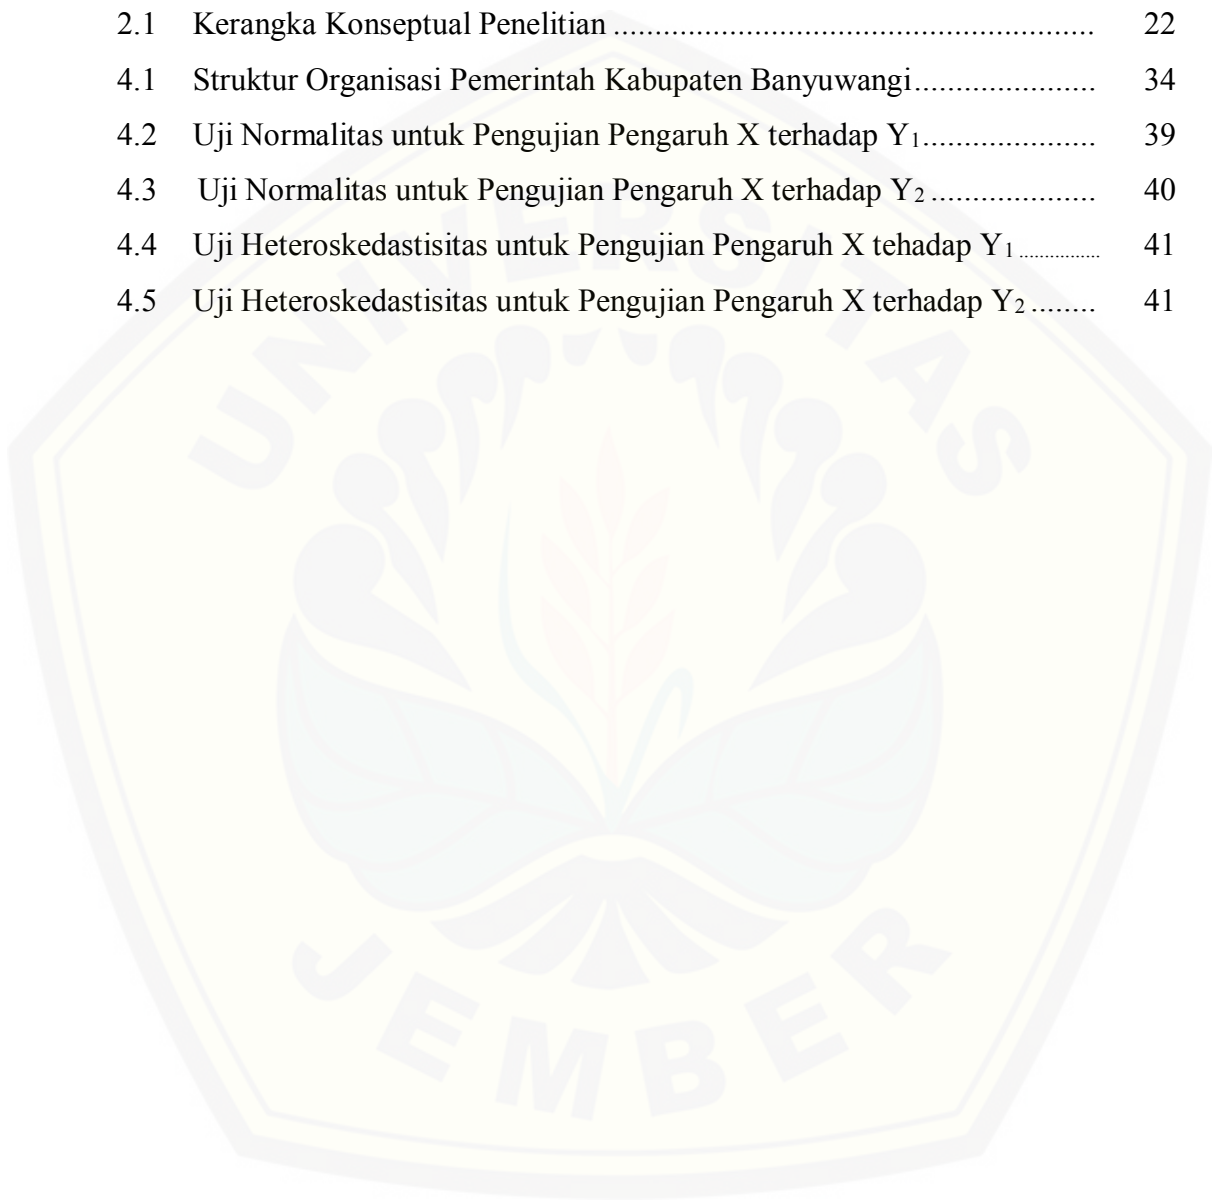 2.1 Kerangka Konseptual Penelitian .......................................................... 22
4.1 Struktur Organisasi Pemerintah Kabupaten Banyuwangi...................... 34
4.2 Uji Normalitas untuk Pengujian Pengaruh X terhadap Y₁..................... 39
4.3 Uji Normalitas untuk Pengujian Pengaruh X terhadap Y₂ .................... 40
4.4 Uji Heteroskedastisitas untuk Pengujian Pengaruh X tehadap Y₁ ................ 41
4.5 Uji Heteroskedastisitas untuk Pengujian Pengaruh X terhadap Y₂ ........ 41
UNIVERSITAS
JEMBER